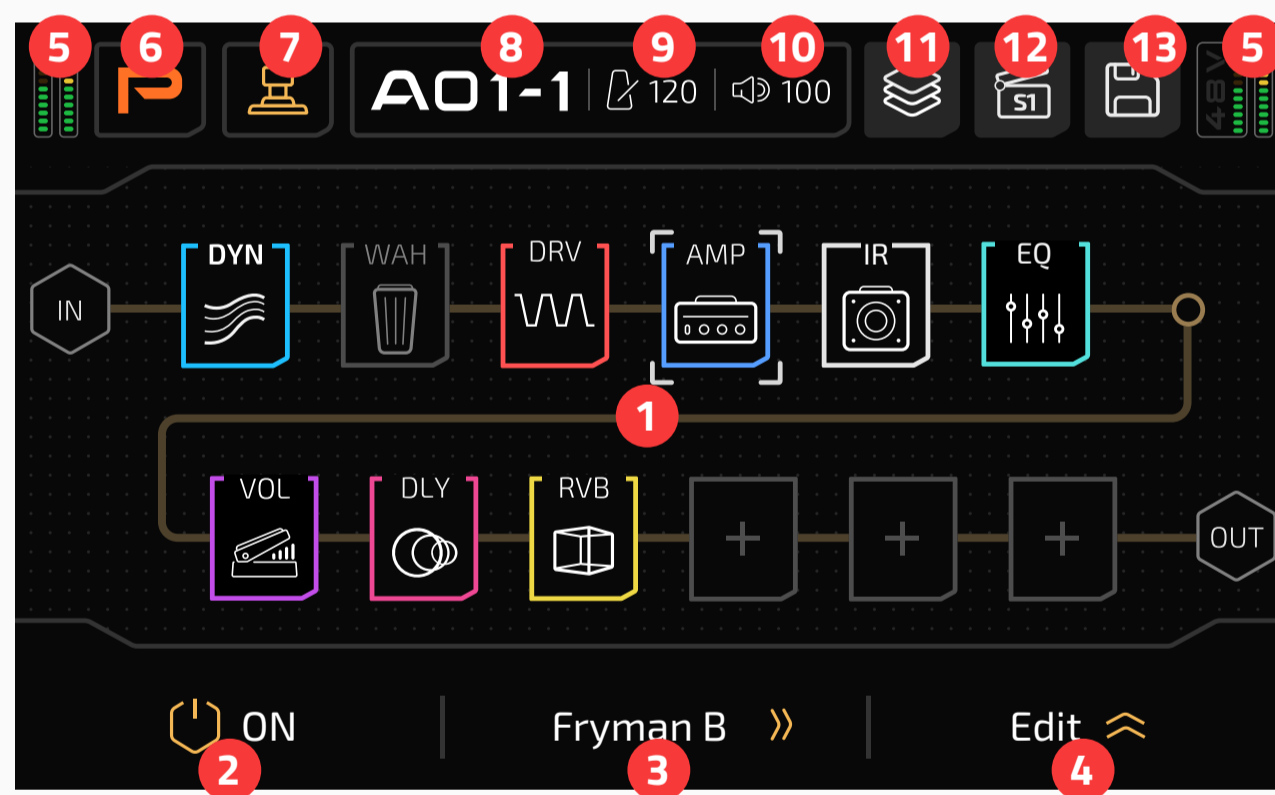 5 6 7 8 9 10 11 12 13 5
P A01-1 120 100 S1 48V
DYN WAH DRV AMP IR EQ
IN
1
VOL DLY RVB + + +
OUT
ON Fryman B Edit
2 3 4